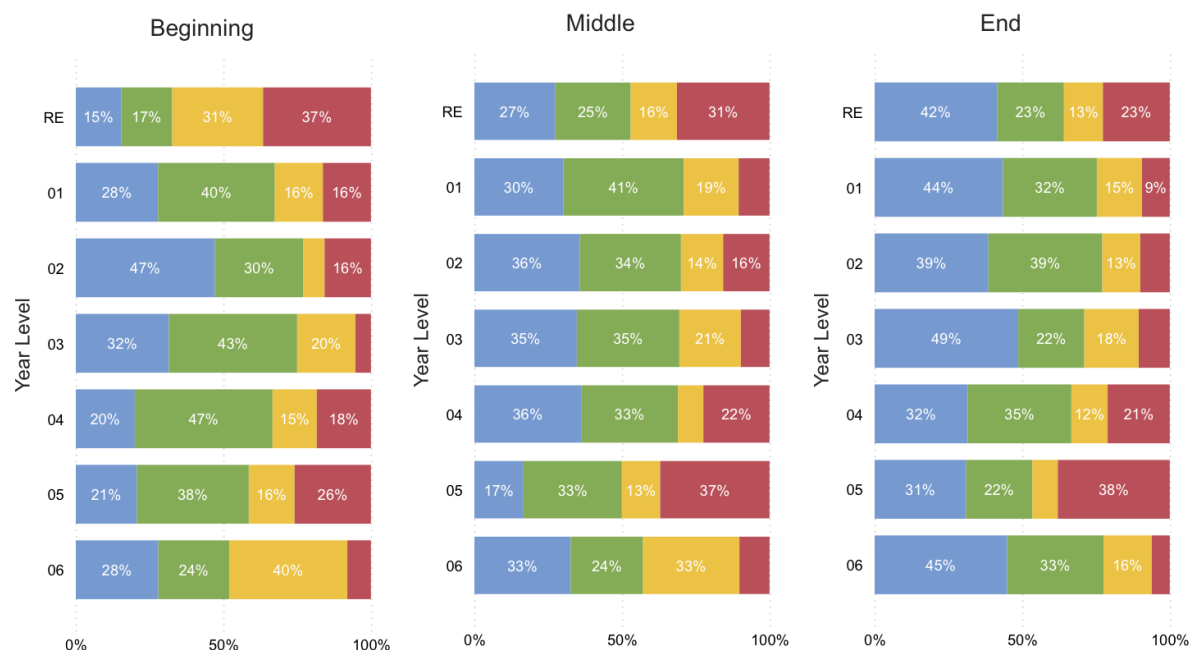 Beginning
Year Level
RE 15% 17% 31% 37%
01 28% 40% 16% 16%
02 47% 30% 16%
03 32% 43% 20%
04 20% 47% 15% 18%
05 21% 38% 16% 26%
06 28% 24% 40%
0% 50% 100%
Middle
Year Level
RE 27% 25% 16% 31%
01 30% 41% 19%
02 36% 34% 14% 16%
03 35% 35% 21%
04 36% 33% 22%
05 17% 33% 13% 37%
06 33% 24% 33%
0% 50% 100%
End
Year Level
RE 42% 23% 13% 23%
01 44% 32% 15% 9%
02 39% 39% 13%
03 49% 22% 18%
04 32% 35% 12% 21%
05 31% 22% 38%
06 45% 33% 16%
0% 50% 100%